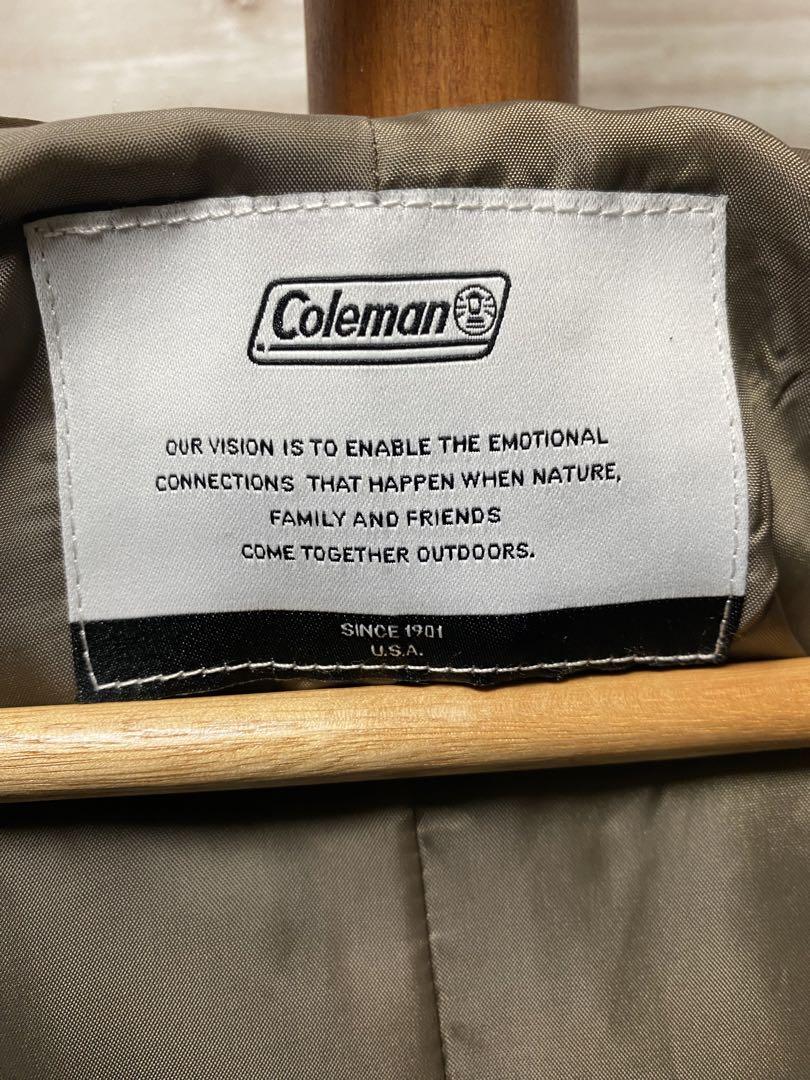 Coleman
OUR VISION IS TO ENABLE THE EMOTIONAL
CONNECTIONS THAT HAPPEN WHEN NATURE,
FAMILY AND FRIENDS
COME TOGETHER OUTDOORS.
SINCE 1901
U.S.A.